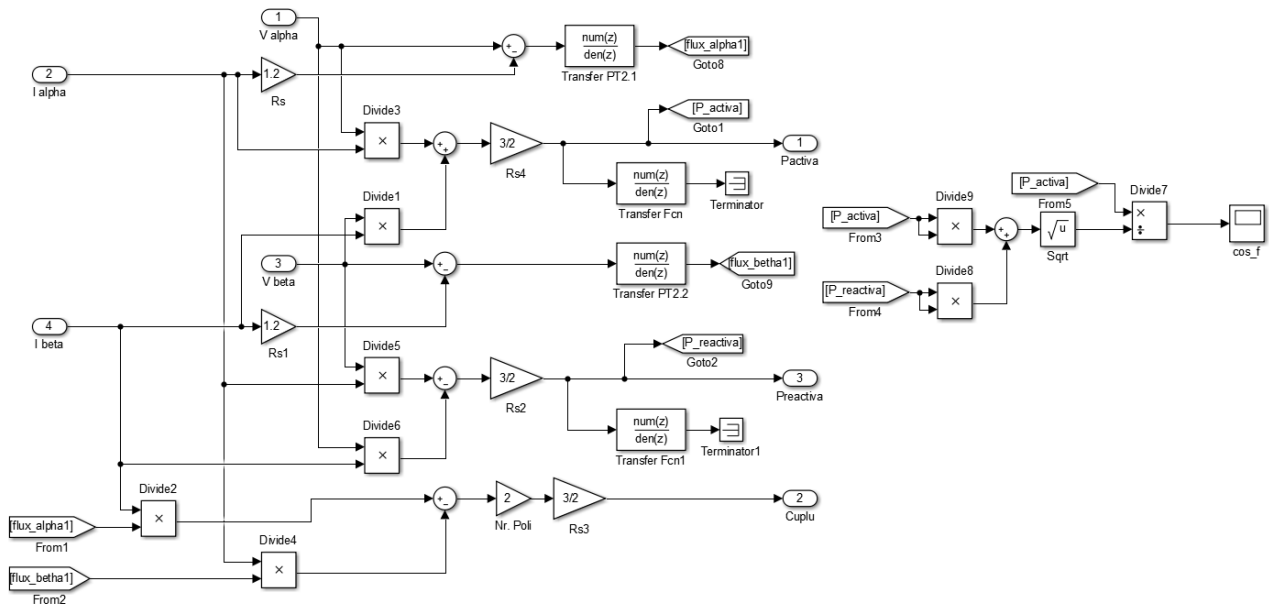 1
V alpha
2
I alpha
1.2
Rs
+
-
num(z)
den(z)
Transfer PT2.1
[flux_alpha1]
Goto8
Divide3
×
+
+
3/2
Rs4
[P_activa]
Goto1
1
Pactiva
num(z)
den(z)
Transfer Fcn
Terminator
Divide1
×
3
V beta
+
-
num(z)
den(z)
Transfer PT2.2
[flux_betha1]
Goto9
4
I beta
1.2
Rs1
Divide5
×
+
-
3/2
Rs2
[P_reactiva]
Goto2
3
Preactiva
num(z)
den(z)
Transfer Fcn1
Terminator1
Divide6
×
Divide2
×
[flux_alpha1]
From1
+
-
2
Nr. Poli
3/2
Rs3
2
Cuplu
Divide4
×
[flux_betha1]
From2
[P_activa]
From5
Divide7
×
÷
cos_f
[P_activa]
From3
Divide9
×
+
+
√u
Sqrt
[P_reactiva]
From4
Divide8
×